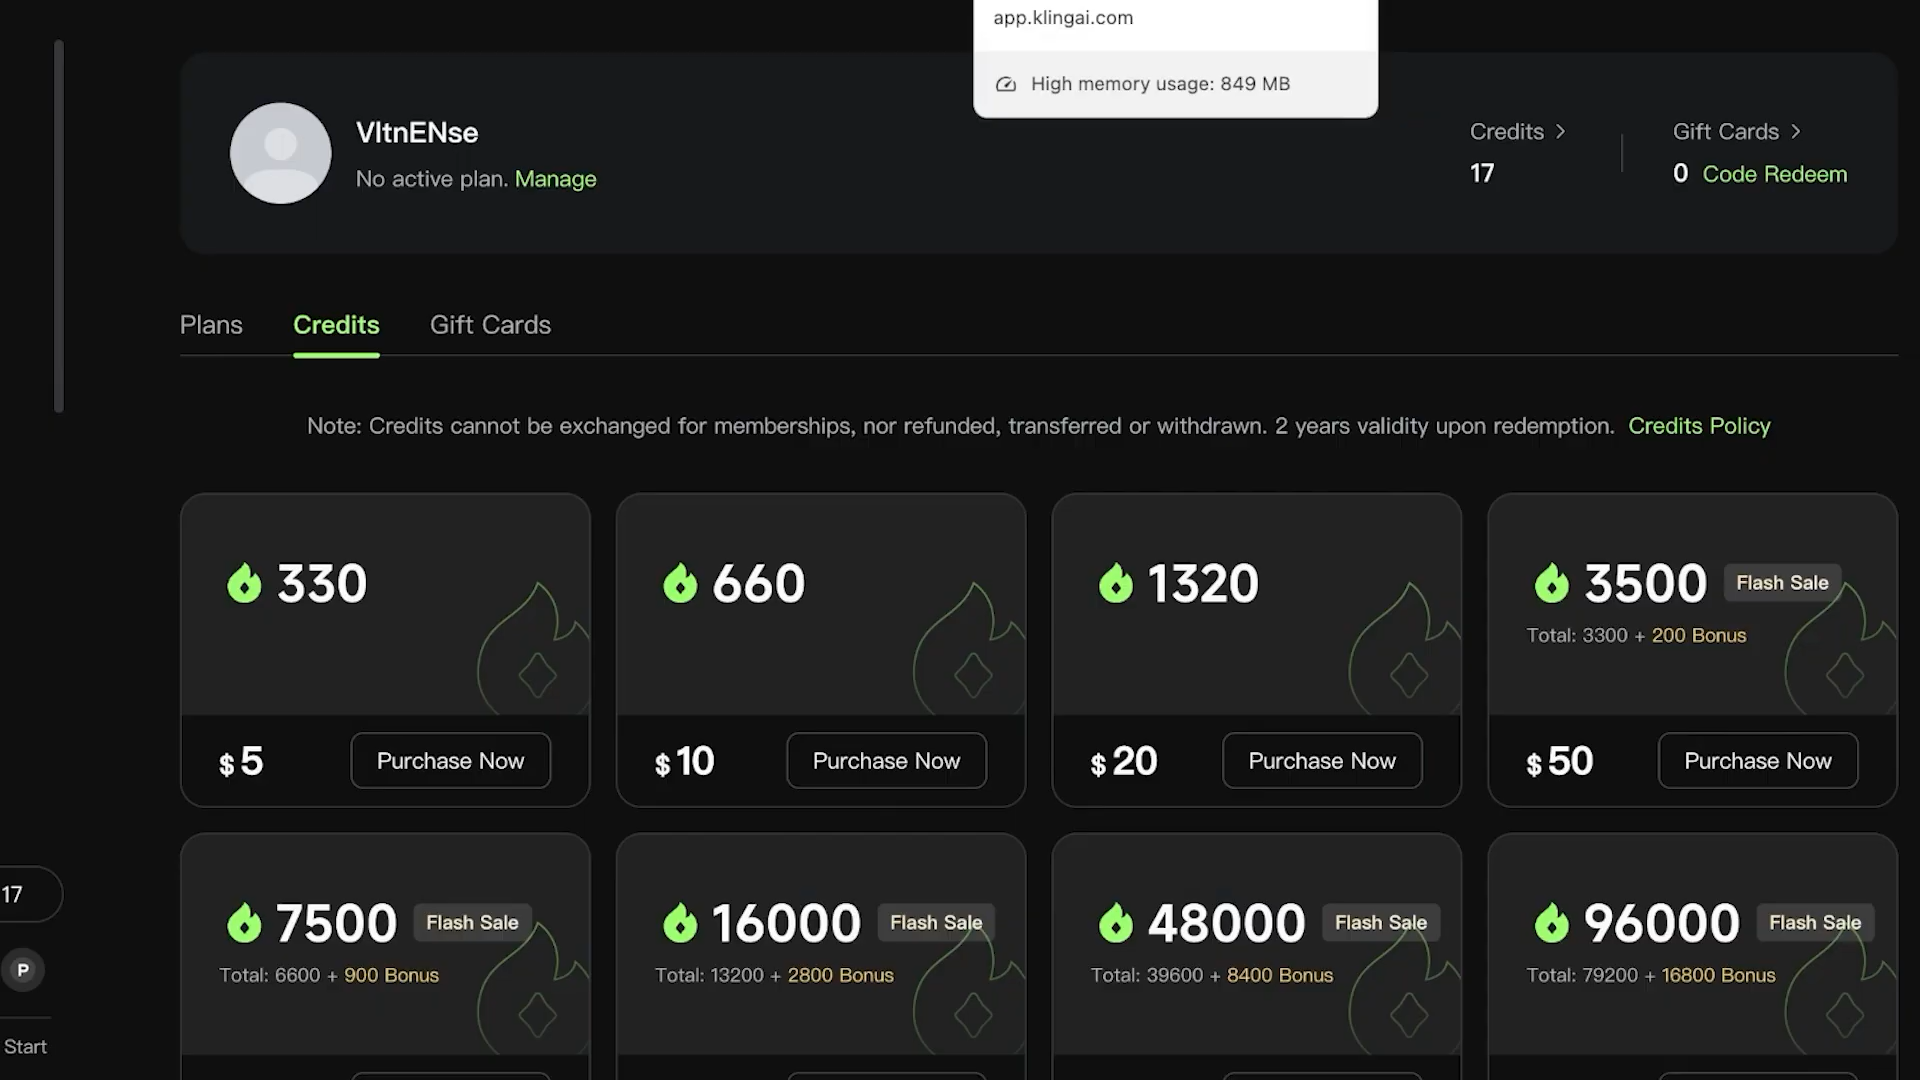 app.klingai.com
High memory usage: 849 MB
VltnENse
No active plan. Manage
Credits >
17
Gift Cards >
0 Code Redeem
Plans
Credits
Gift Cards
Note: Credits cannot be exchanged for memberships, nor refunded, transferred or withdrawn. 2 years validity upon redemption. Credits Policy
330
$ 5
Purchase Now
660
$ 10
Purchase Now
1320
$ 20
Purchase Now
3500 Flash Sale
Total: 3300 + 200 Bonus
$ 50
Purchase Now
7500 Flash Sale
Total: 6600 + 900 Bonus
16000 Flash Sale
Total: 13200 + 2800 Bonus
48000 Flash Sale
Total: 39600 + 8400 Bonus
96000 Flash Sale
Total: 79200 + 16800 Bonus
17
P
Start